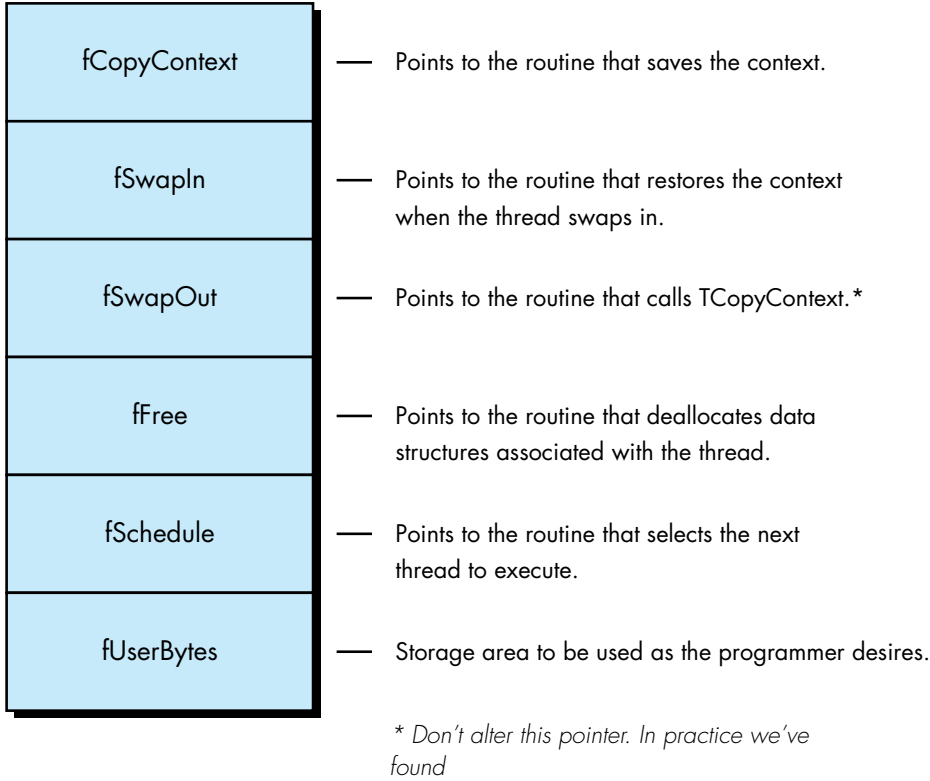 fCopyContext
Points to the routine that saves the context.
fSwapIn
Points to the routine that restores the context
when the thread swaps in.
fSwapOut
Points to the routine that calls TCopyContext.*
fFree
Points to the routine that deallocates data
structures associated with the thread.
fSchedule
Points to the routine that selects the next
thread to execute.
fUserBytes
Storage area to be used as the programmer desires.
* Don’t alter this pointer. In practice we’ve
found